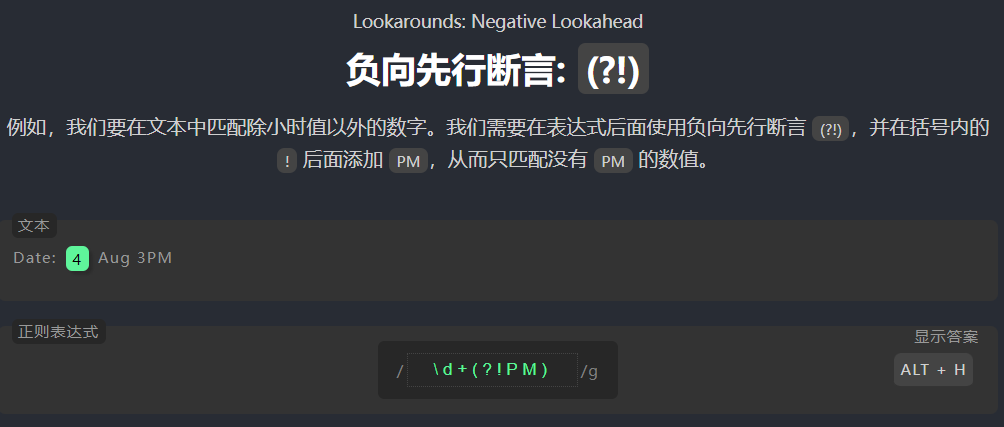 Lookarounds: Negative Lookahead
负向先行断言: (?!)
例如，我们要在文本中匹配除小时值以外的数字。我们需要在表达式后面使用负向先行断言 (?!)，并在括号内的
! 后面添加 PM，从而只匹配没有 PM 的数值。
文本
Date: 4 Aug 3PM
正则表达式
显示答案
/ \d+(?!PM) /g
ALT + H